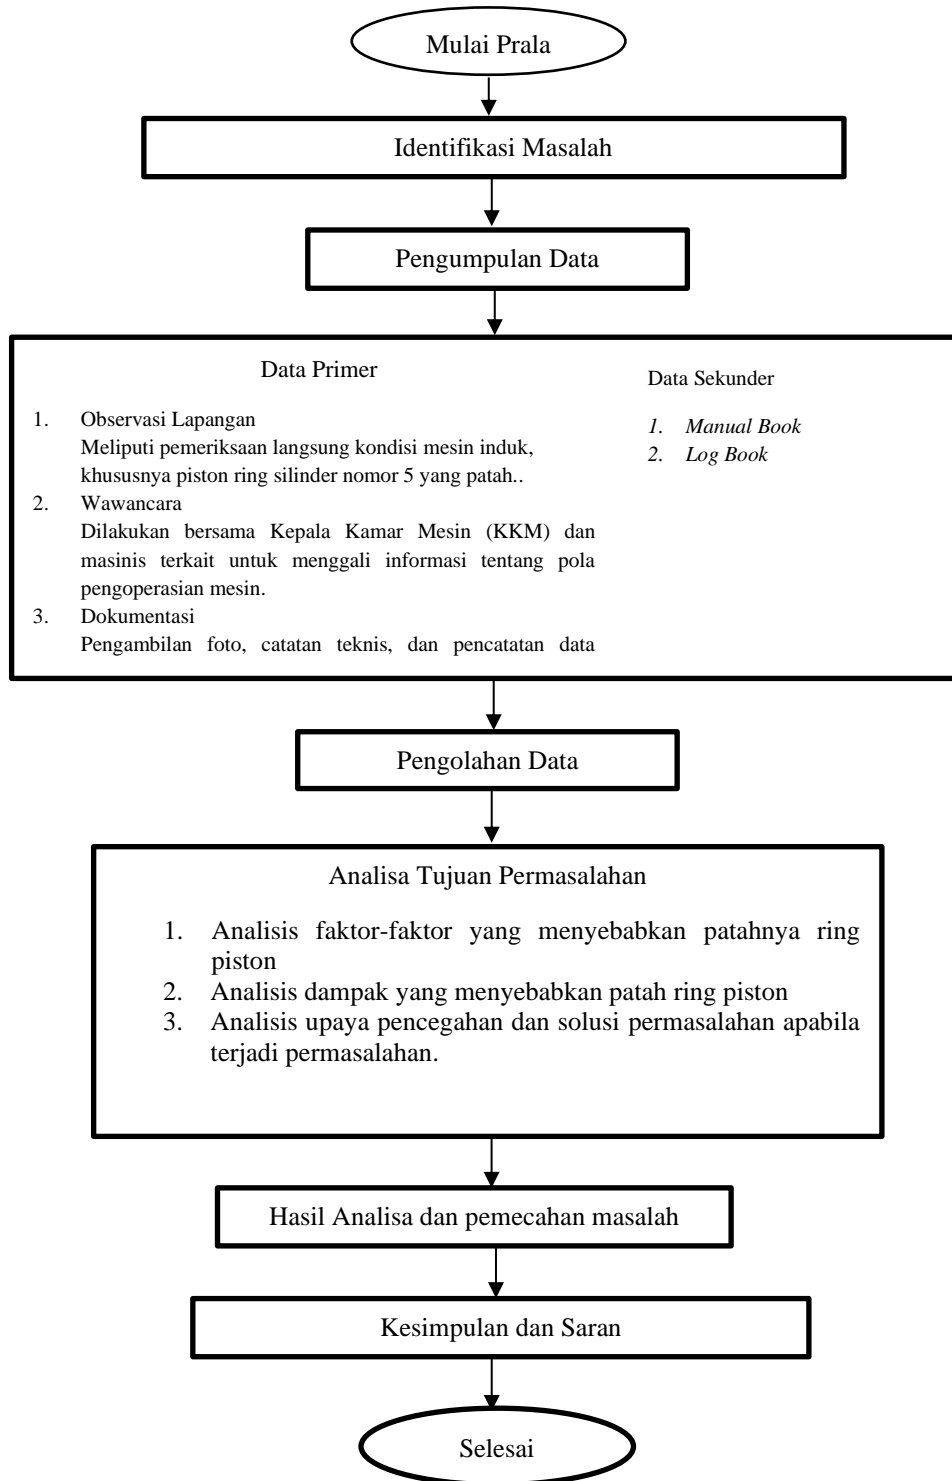 Mulai Prala
Identifikasi Masalah
Pengumpulan Data
Data Primer
1. Observasi Lapangan
Meliputi pemeriksaan langsung kondisi mesin induk,
khususnya piston ring silinder nomor 5 yang patah..
2. Wawancara
Dilakukan bersama Kepala Kamar Mesin (KKM) dan
masinis terkait untuk menggali informasi tentang pola
pengoperasian mesin.
3. Dokumentasi
Pengambilan foto, catatan teknis, dan pencatatan data
Data Sekunder
1. Manual Book
2. Log Book
Pengolahan Data
Analisa Tujuan Permasalahan
1. Analisis faktor-faktor yang menyebabkan patahnya ring
piston
2. Analisis dampak yang menyebabkan patah ring piston
3. Analisis upaya pencegahan dan solusi permasalahan apabila
terjadi permasalahan.
Hasil Analisa dan pemecahan masalah
Kesimpulan dan Saran
Selesai